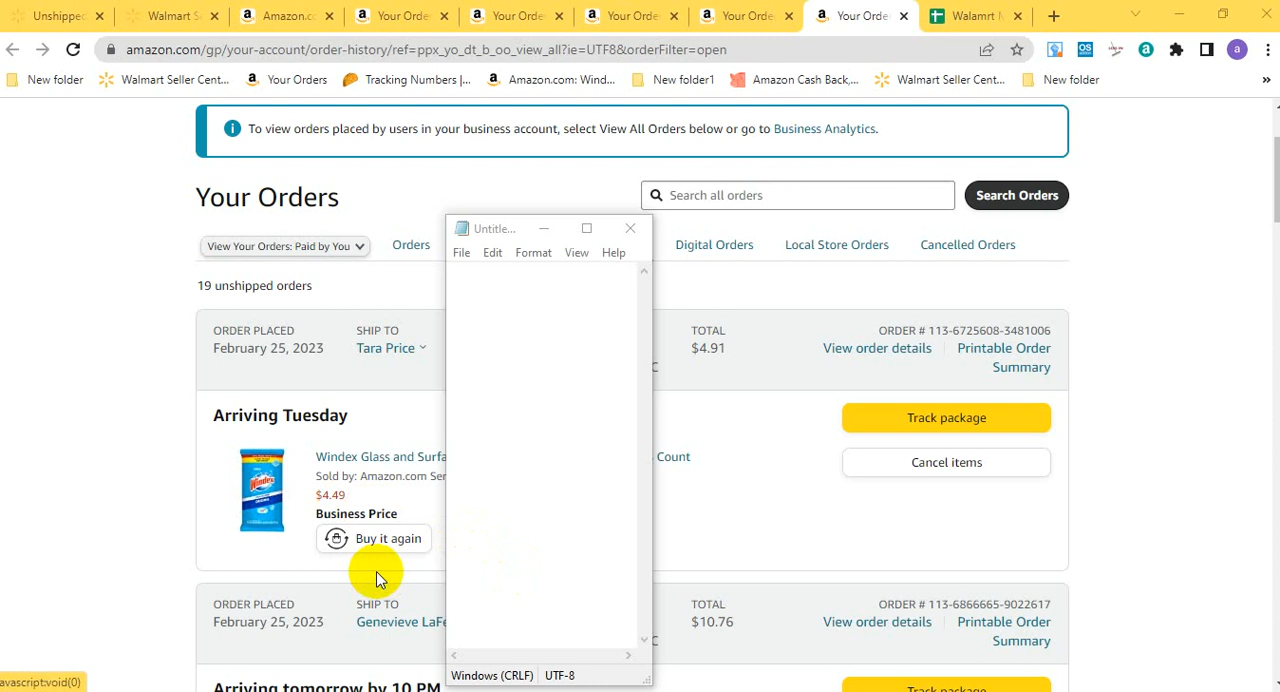 Unshipped
Walmart S
Amazon.co
Your Orde
Your Orde
Your Orde
Your Orde
Your Orde
Walamrt M
amazon.com/gp/your-account/order-history/ref=ppx_yo_dt_b_oo_view_all?ie=UTF8&orderFilter=open
New folder
Walmart Seller Cent...
Your Orders
Tracking Numbers |...
Amazon.com: Wind...
New folder1
Amazon Cash Back,...
Walmart Seller Cent...
New folder
»
To view orders placed by users in your business account, select View All Orders below or go to Business Analytics.
Your Orders
Search all orders
Search Orders
View Your Orders: Paid by You
Orders
Digital Orders
Local Store Orders
Cancelled Orders
Untitle...
File Edit Format View Help
19 unshipped orders
ORDER PLACED
February 25, 2023
SHIP TO
Tara Price
TOTAL
$4.91
ORDER # 113-6725608-3481006
View order details
Printable Order
Summary
C
Arriving Tuesday
Windex Glass and Surfa
Count
Sold by: Amazon.com Ser
$4.49
Business Price
Buy it again
Windex
Track package
Cancel items
ORDER PLACED
February 25, 2023
SHIP TO
Genevieve LaFe
TOTAL
$10.76
ORDER # 113-6866665-9022617
View order details
Printable Order
Summary
C
Windows (CRLF)
UTF-8
Arriving tomorrow by 10 PM
Track package
avascript:void(0)